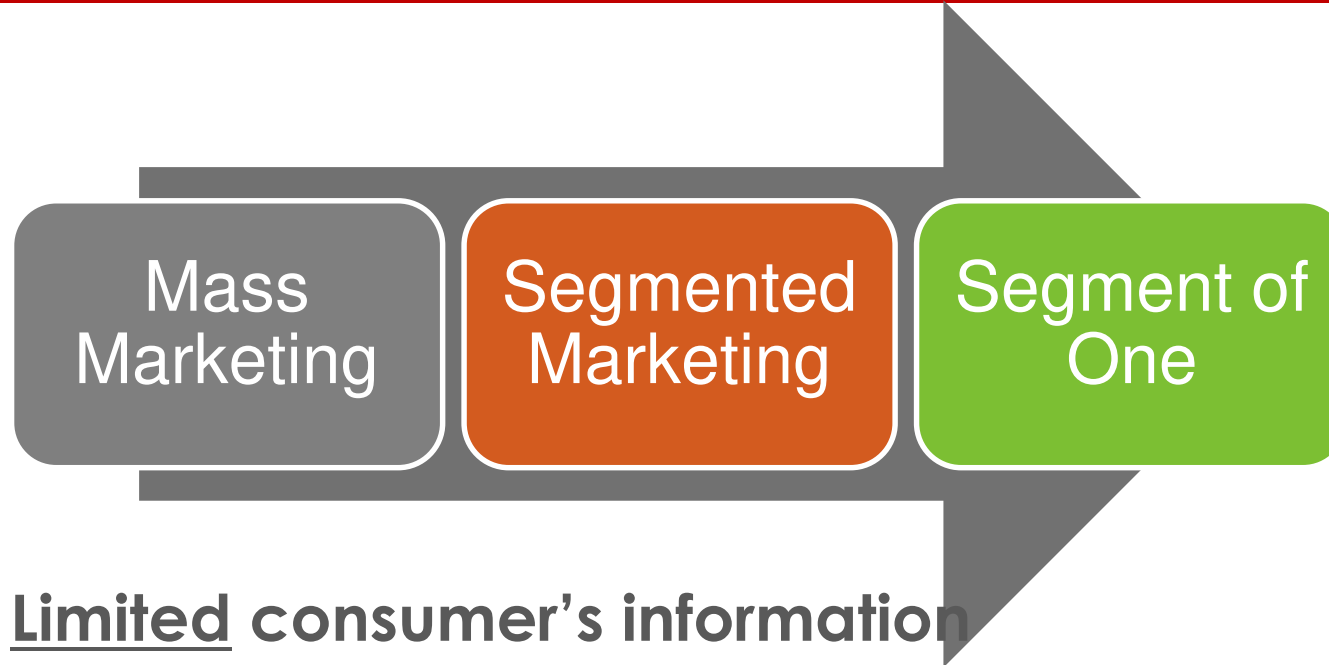 Mass
Marketing
Segmented
Marketing
Segment of
One
Limited consumer’s information